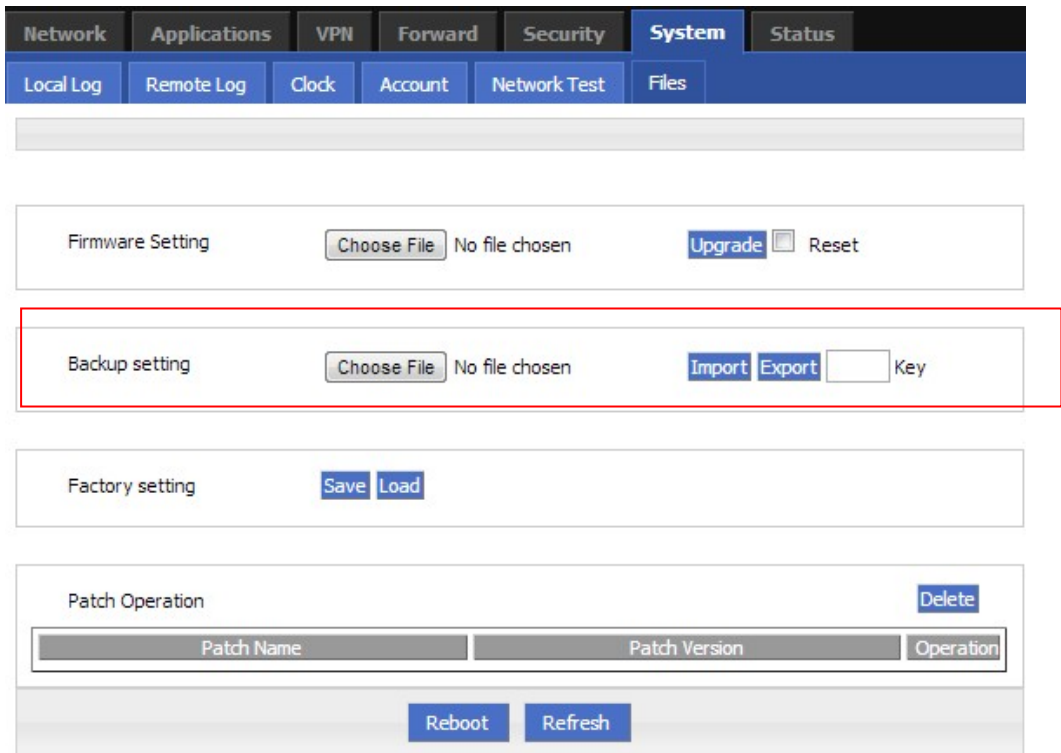 Network Applications VPN Forward Security System Status
Local Log Remote Log Clock Account Network Test Files
Firmware Setting Choose File No file chosen Upgrade Reset
Backup setting Choose File No file chosen Import Export Key
Factory setting Save Load
Patch Operation Delete
Patch Name Patch Version Operation
Reboot Refresh